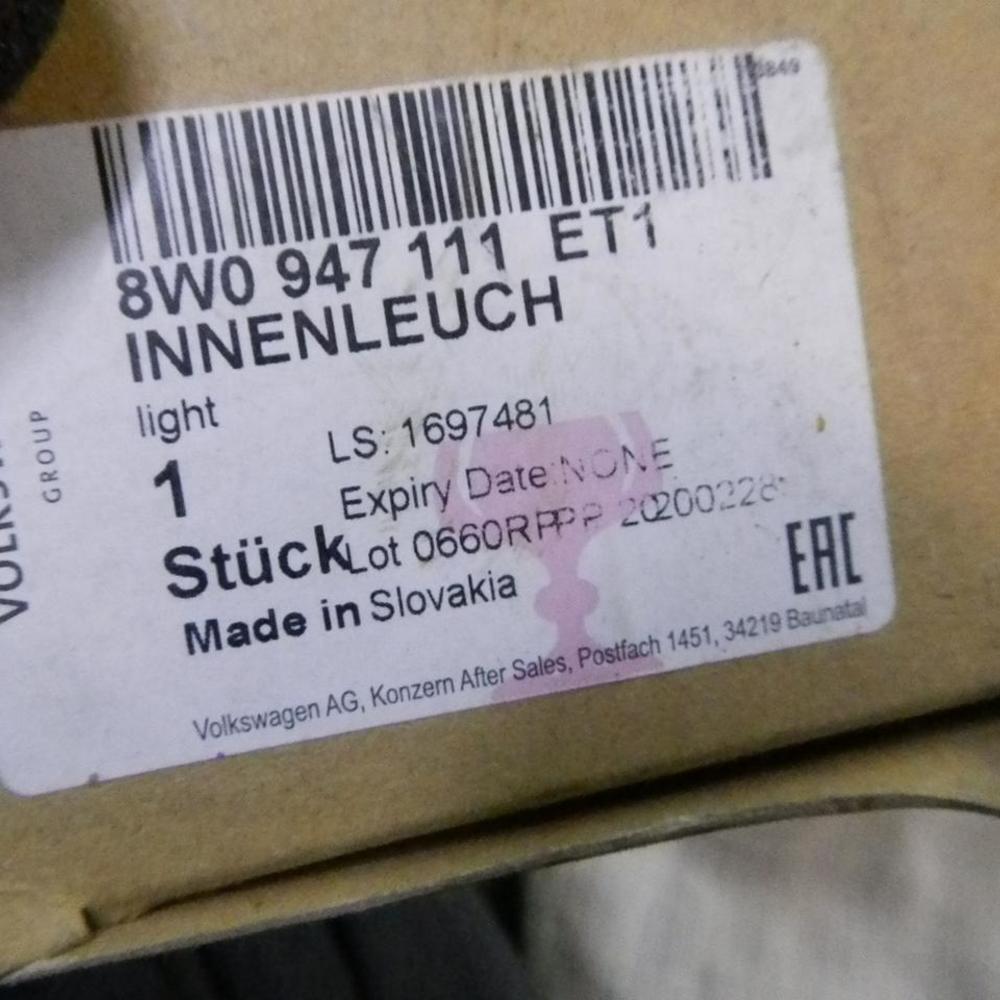 8W0 947 111 ET1
INNENLEUCH
light
LS: 1697481
1
Expiry Date:NONE
Stück
Lot 0660RPPP 20200228
Made in Slovakia
EAC
Volkswagen AG, Konzern After Sales, Postfach 1451, 34219 Baunatal
GROUP